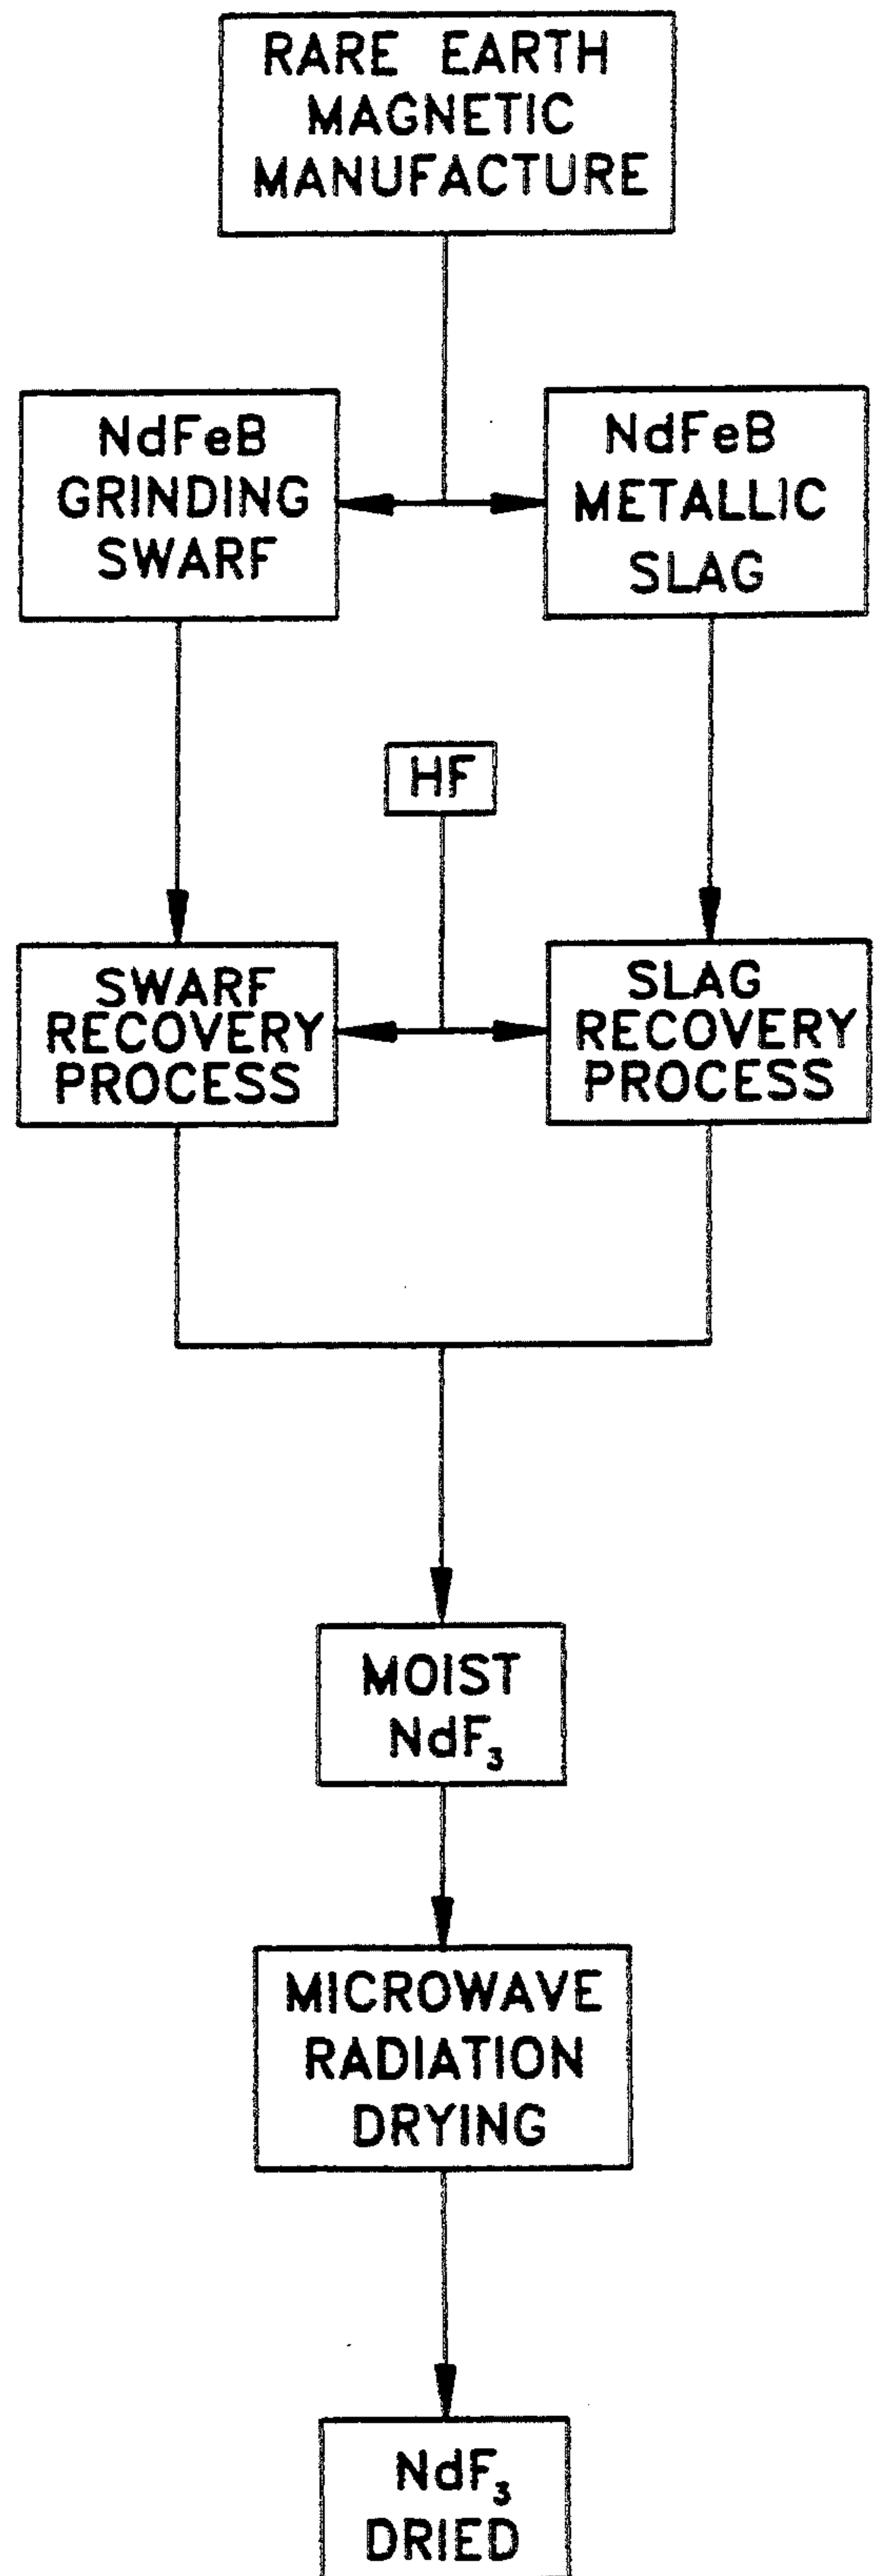 RARE EARTH
MAGNETIC
MANUFACTURE
NdFeB
GRINDING
SWARF
NdFeB
METALLIC
SLAG
HF
SWARF
RECOVERY
PROCESS
SLAG
RECOVERY
PROCESS
MOIST
NdF₃
MICROWAVE
RADIATION
DRYING
NdF₃
DRIED